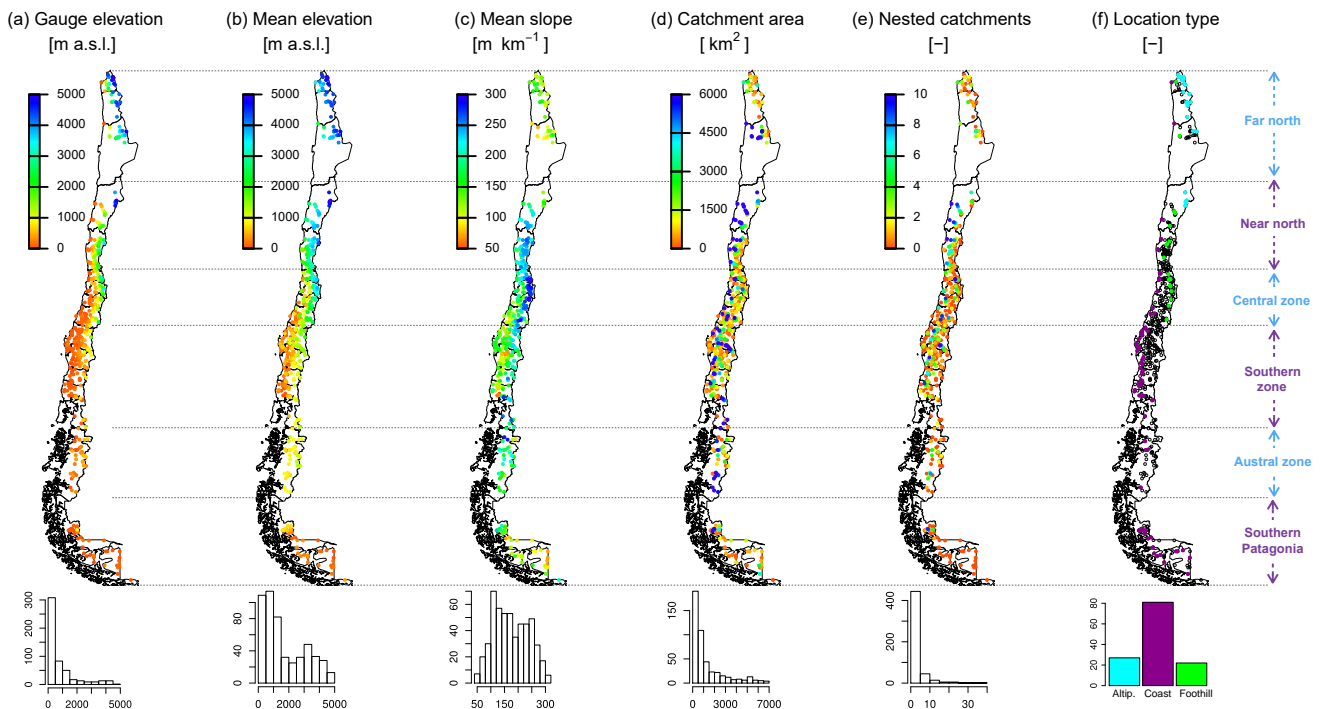 (a) Gauge elevation
[m a.s.l.]
(b) Mean elevation
[m a.s.l.]
(c) Mean slope
[m km⁻¹]
(d) Catchment area
[km²]
(e) Nested catchments
[−]
(f) Location type
[−]
5000
4000
3000
2000
1000
0
5000
4000
3000
2000
1000
0
300
250
200
150
100
50
6000
4500
3000
1500
0
10
8
6
4
2
0
Far north
Near north
Central zone
Southern
zone
Austral zone
Southern
Patagonia
0 100 300
0 2000 5000
0 40 80
0 2000 5000
0 20 40 60
50 150 300
0 50 150
0 3000 7000
0 200 400
0 10 30
0 20 40 60 80
Altip. Coast Foothill